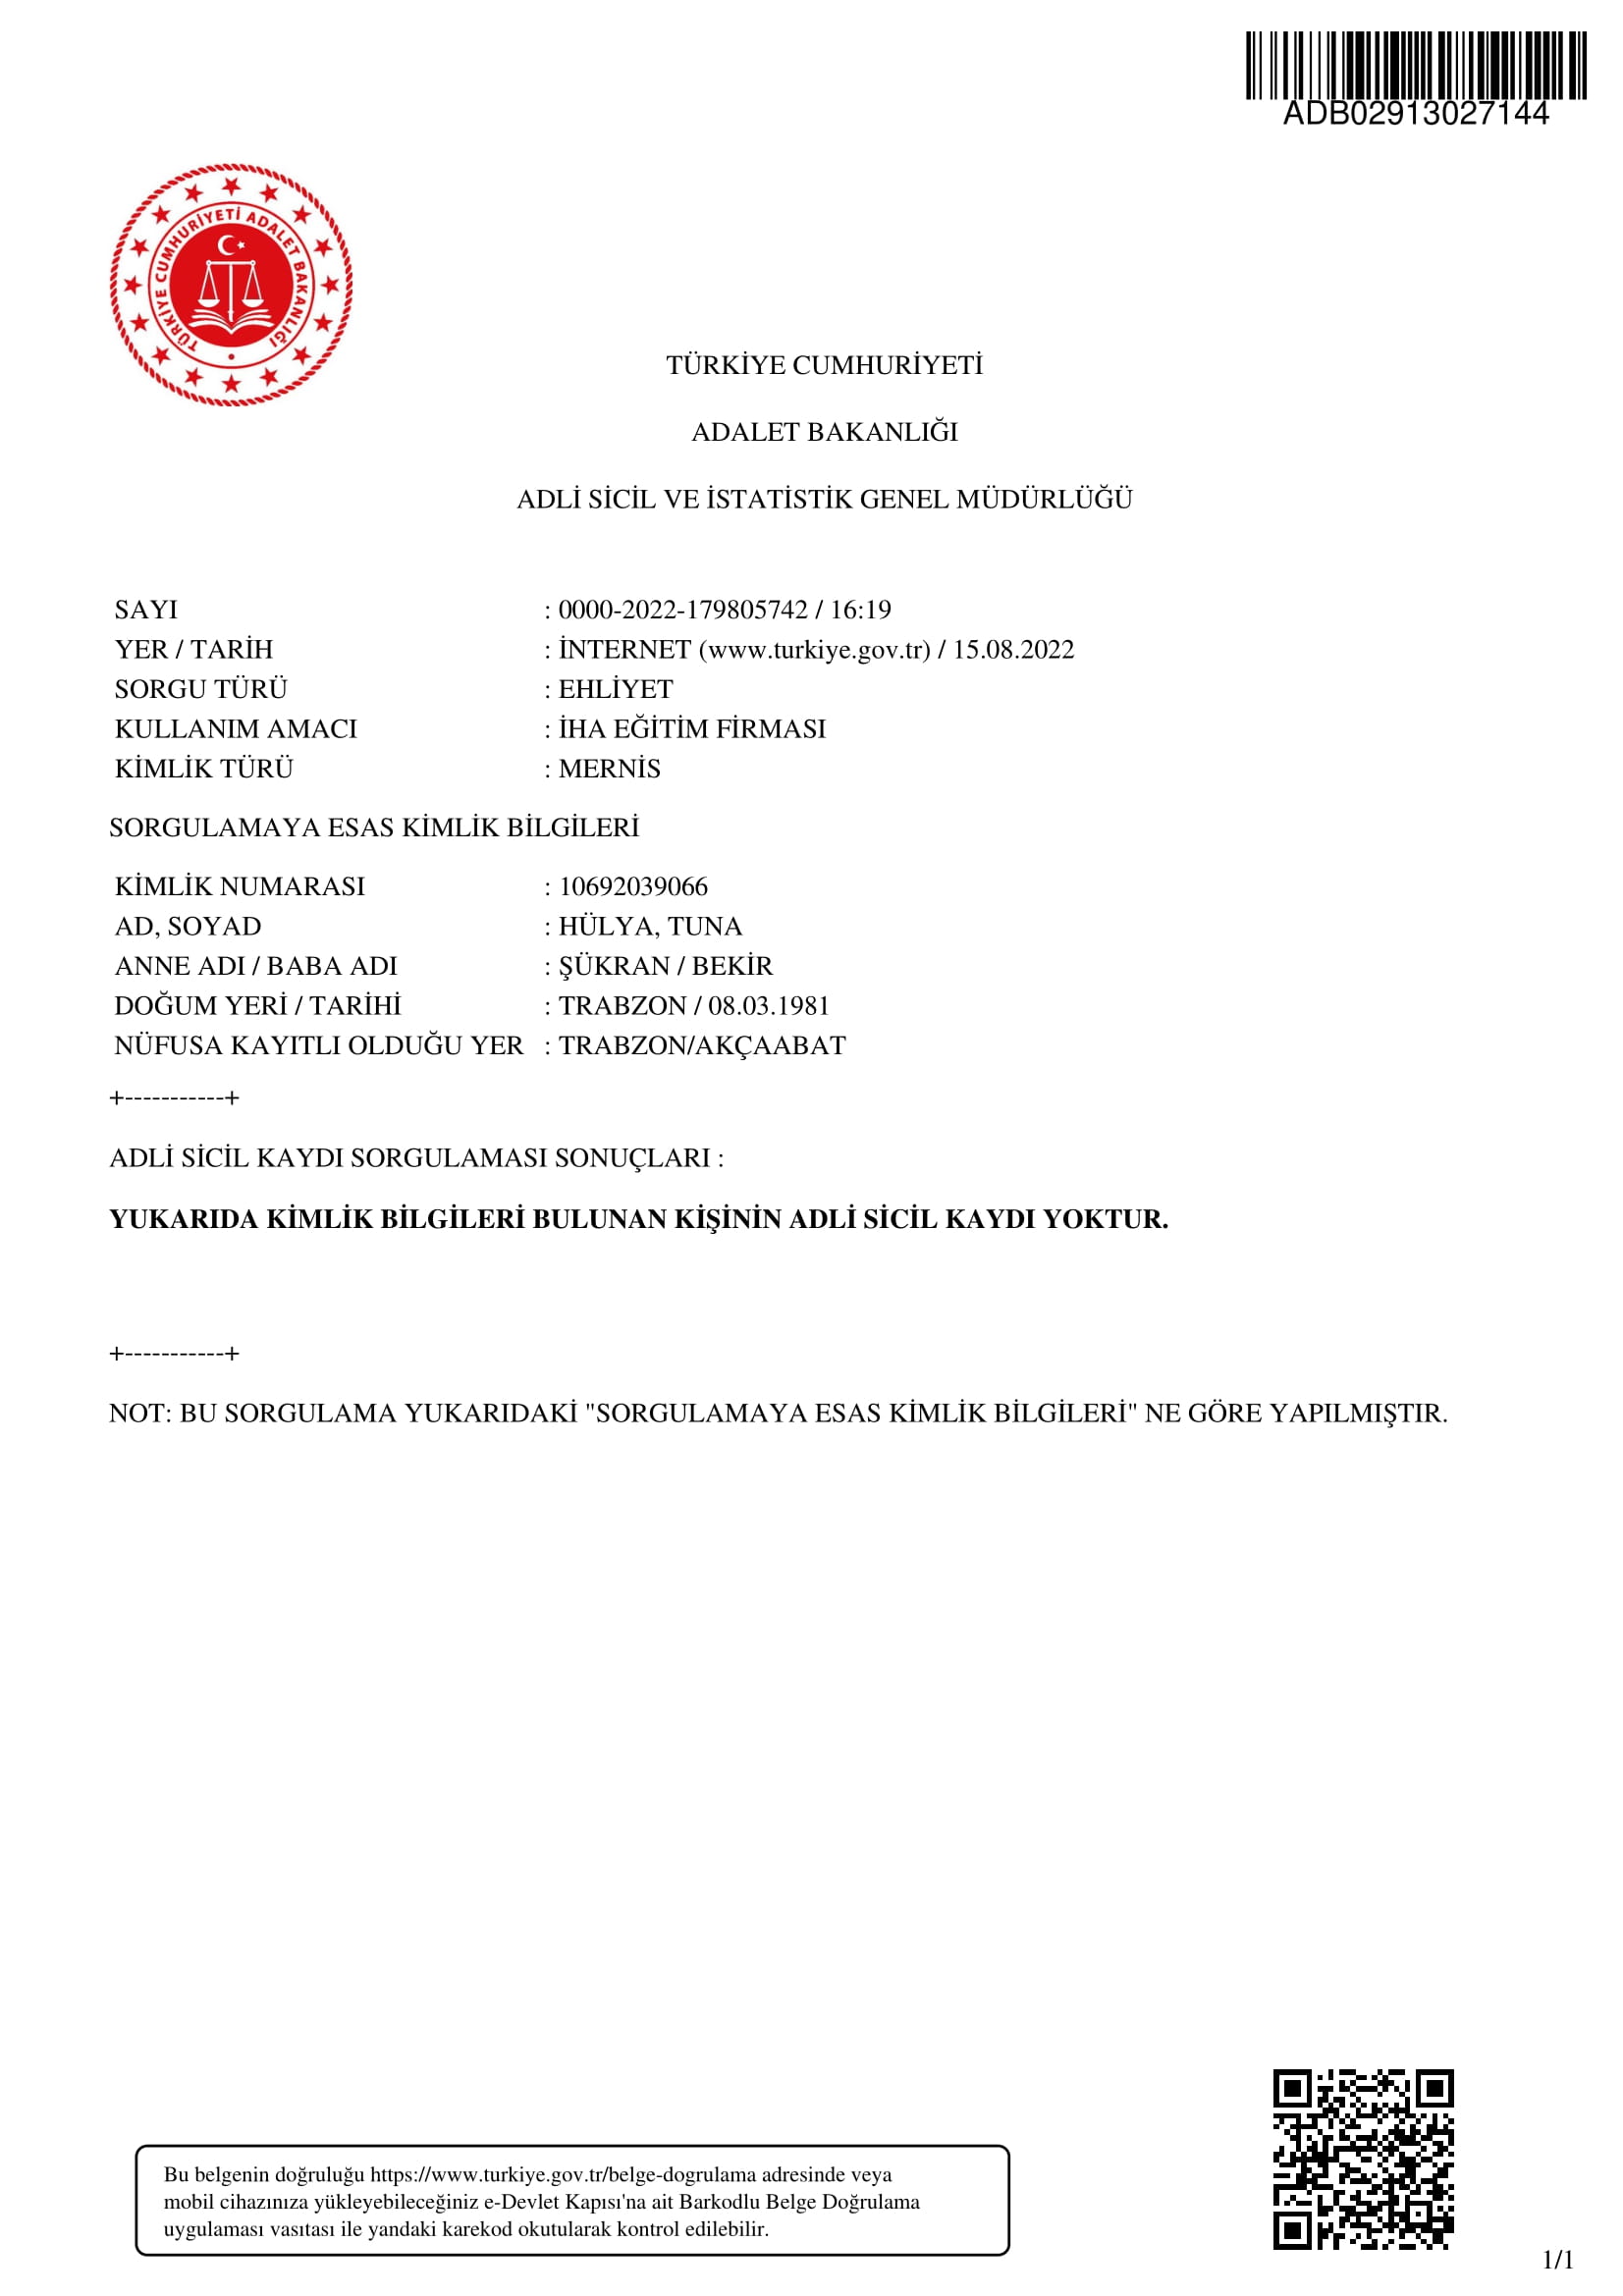 ADB02913027144
TÜRKİYE CUMHURİYETİ ADALET BAKANLIĞI
TÜRKİYE CUMHURİYETİ
ADALET BAKANLIĞI
ADLİ SİCİL VE İSTATİSTİK GENEL MÜDÜRLÜĞÜ
SAYI : 0000-2022-179805742 / 16:19
YER / TARİH : İNTERNET (www.turkiye.gov.tr) / 15.08.2022
SORGU TÜRÜ : EHLİYET
KULLANIM AMACI : İHA EĞİTİM FİRMASI
KİMLİK TÜRÜ : MERNİS
SORGULAMAYA ESAS KİMLİK BİLGİLERİ
KİMLİK NUMARASI : 10692039066
AD, SOYAD : HÜLYA, TUNA
ANNE ADI / BABA ADI : ŞÜKRAN / BEKİR
DOĞUM YERİ / TARİHİ : TRABZON / 08.03.1981
NÜFUSA KAYITLI OLDUĞU YER : TRABZON/AKÇAABAT
+-----------+
ADLİ SİCİL KAYDI SORGULAMASI SONUÇLARI :
YUKARIDA KİMLİK BİLGİLERİ BULUNAN KİŞİNİN ADLİ SİCİL KAYDI YOKTUR.
+-----------+
NOT: BU SORGULAMA YUKARIDAKİ "SORGULAMAYA ESAS KİMLİK BİLGİLERİ" NE GÖRE YAPILMIŞTIR.
Bu belgenin doğruluğu https://www.turkiye.gov.tr/belge-dogrulama adresinde veya
mobil cihazınıza yükleyebileceğiniz e-Devlet Kapısı'na ait Barkodlu Belge Doğrulama
uygulaması vasıtası ile yandaki karekod okutularak kontrol edilebilir.
1/1